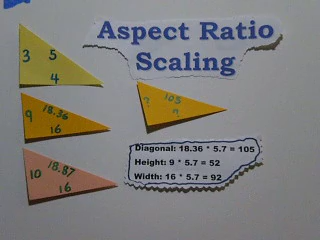 Aspect Ratio
Scaling
3 5
4
9 18.36
16
10 18.87
16
? 105
?
Diagonal: 18.36 * 5.7 = 105
Height: 9 * 5.7 = 52
Width: 16 * 5.7 = 92